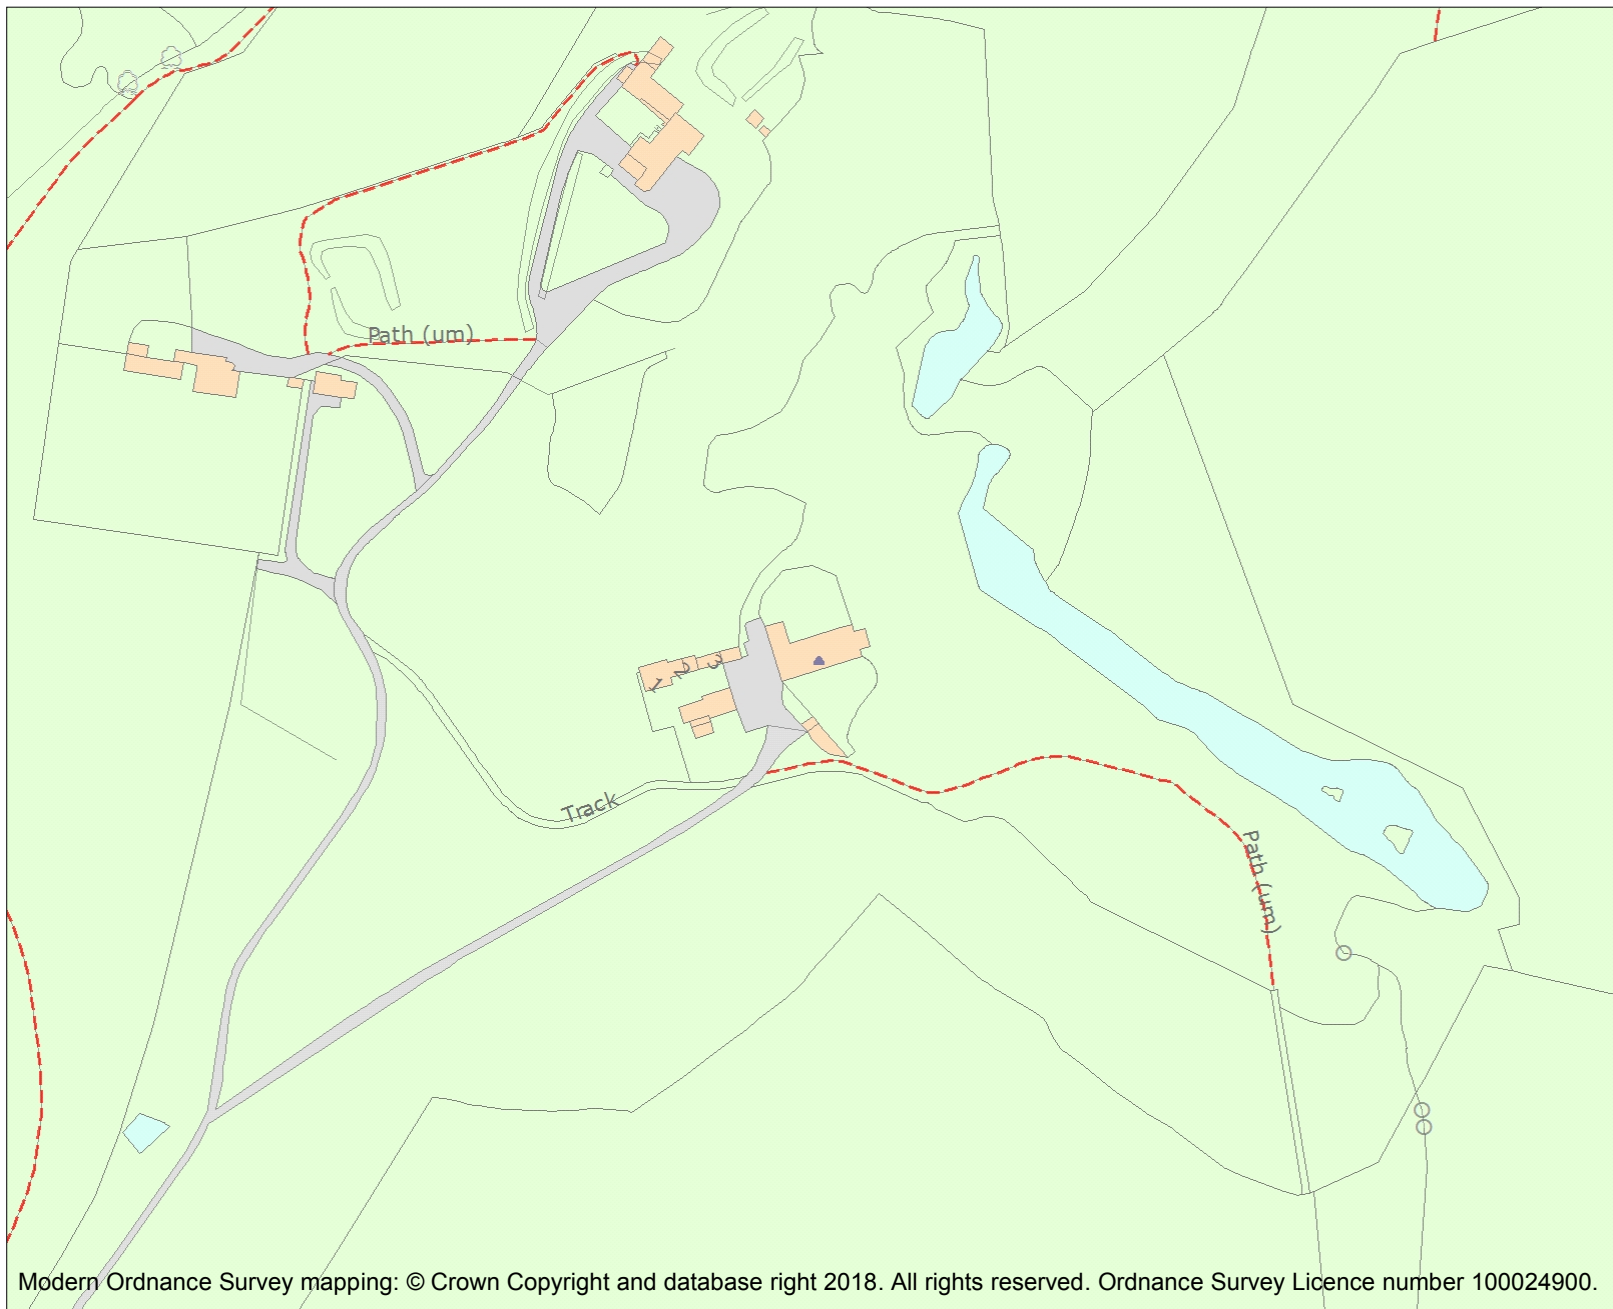 Path (um)
1 2 3
Track
Path (um)
Modern Ordnance Survey mapping: © Crown Copyright and database right 2018. All rights reserved. Ordnance Survey Licence number 100024900.